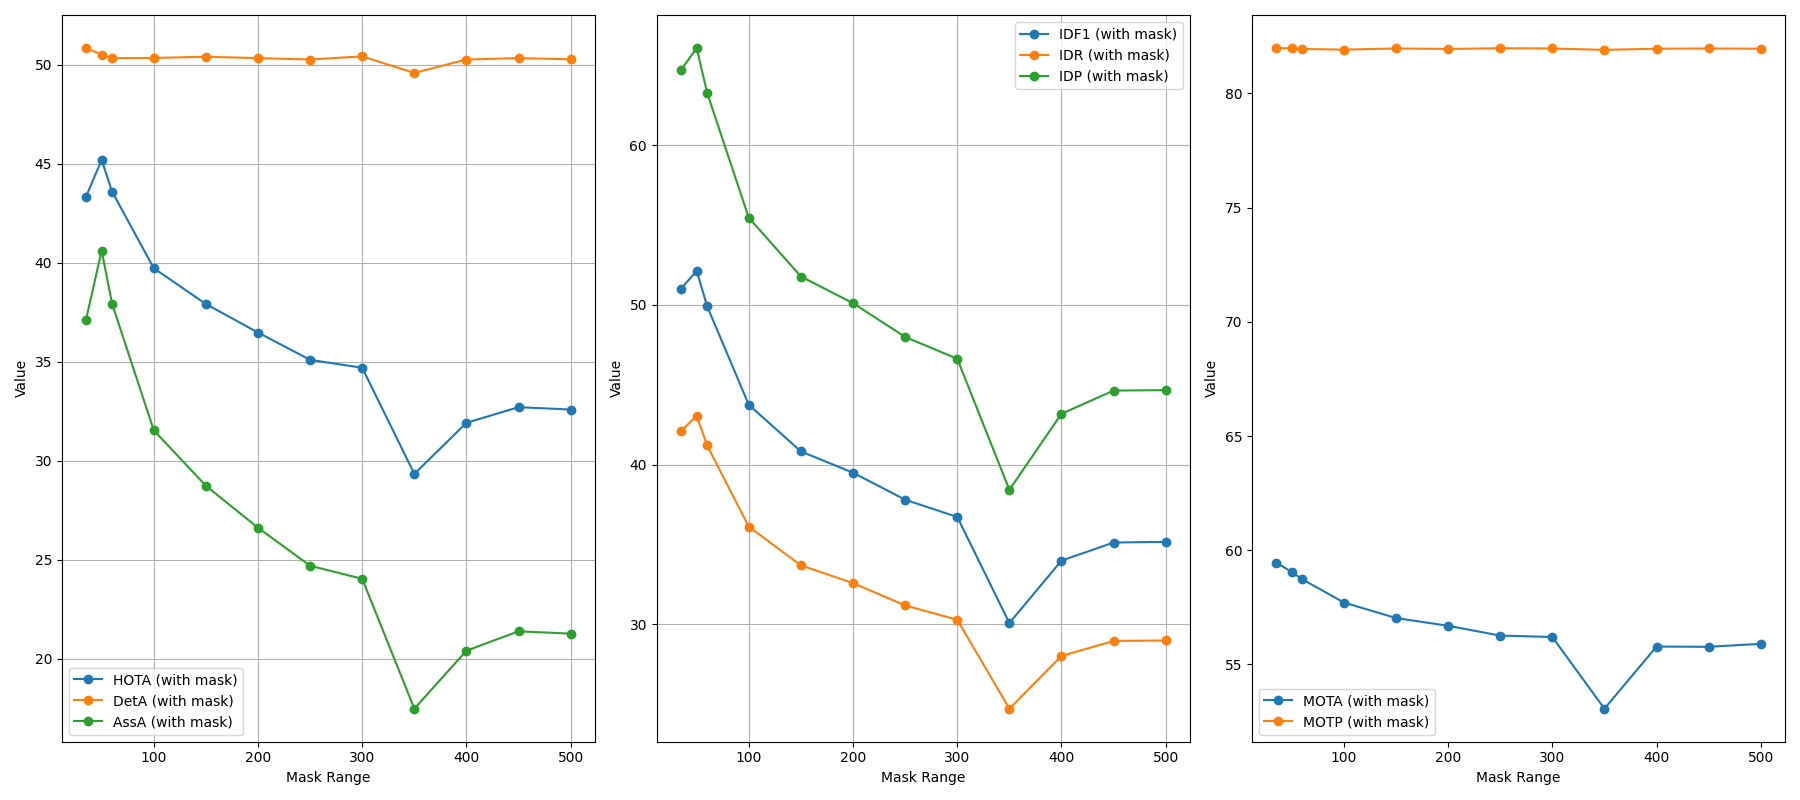 50
45
40
35
30
25
20
Value
HOTA (with mask)
DetA (with mask)
AssA (with mask)
100 200 300 400 500
Mask Range
60
50
40
30
Value
IDF1 (with mask)
IDR (with mask)
IDP (with mask)
100 200 300 400 500
Mask Range
80
75
70
65
60
55
Value
MOTA (with mask)
MOTP (with mask)
100 200 300 400 500
Mask Range